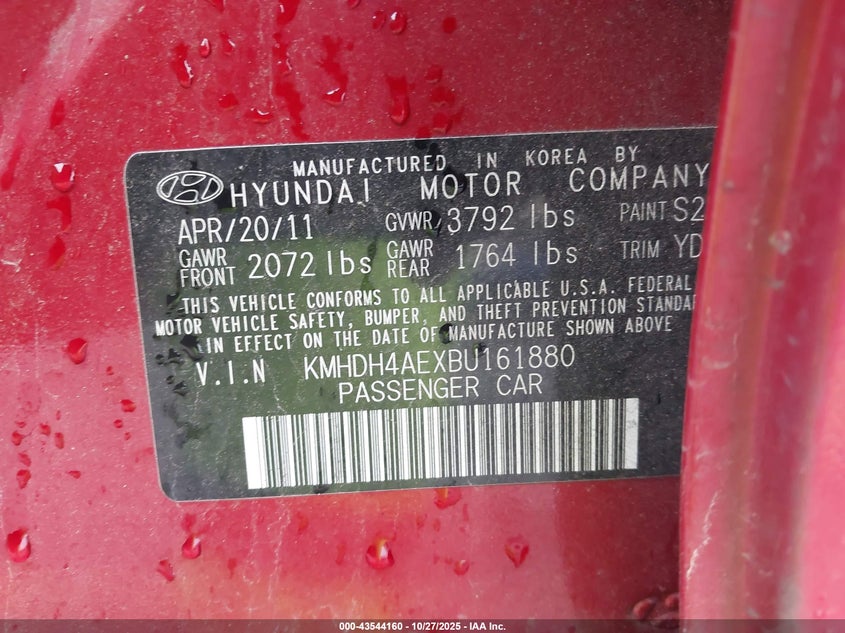 MANUFACTURED IN KOREA BY
HYUNDAI MOTOR COMPANY
APR/20/11 GVWR 3792 lbs PAINT S2
GAWR FRONT 2072 lbs GAWR REAR 1764 lbs TRIM YD
THIS VEHICLE CONFORMS TO ALL APPLICABLE U.S.A. FEDERAL
MOTOR VEHICLE SAFETY, BUMPER, AND THEFT PREVENTION STANDA
IN EFFECT ON THE DATE OF MANUFACTURE SHOWN ABOVE
V.I.N KMHDH4AEXBU161880
PASSENGER CAR
000-43544160 - 10/27/2025 - IAA Inc.